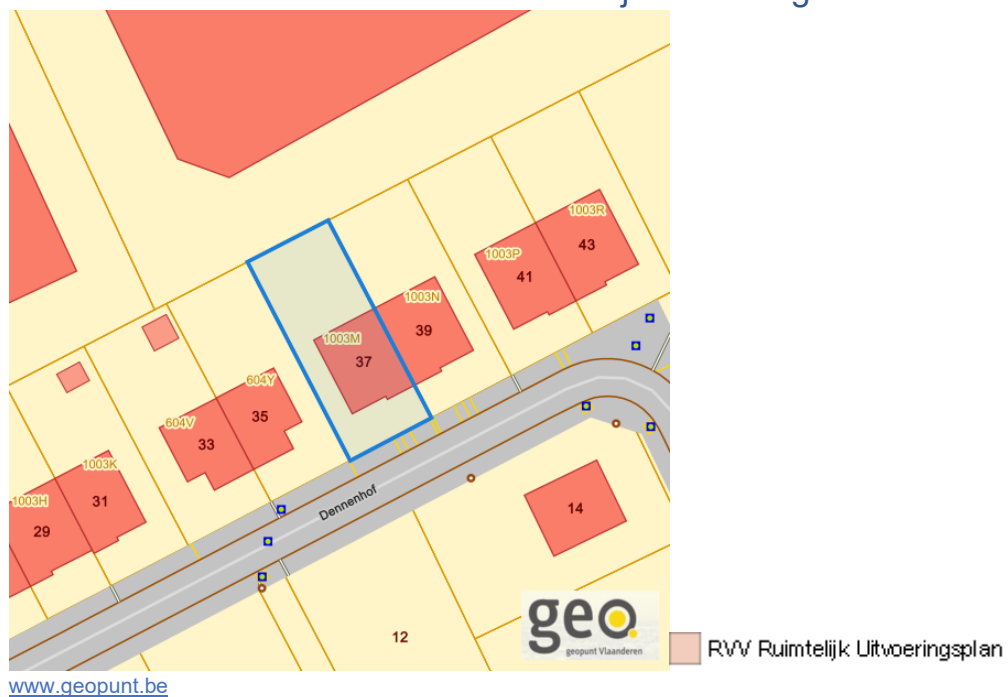 1003R
43
1003P
41
1003N
39
1003M
37
604Y
35
604V
33
1003K
31
1003H
29
Dennenhof
14
12
geo
geopunt Vlaanderen
RVV Ruimtelijk Uitvoeringsplan
www.geopunt.be